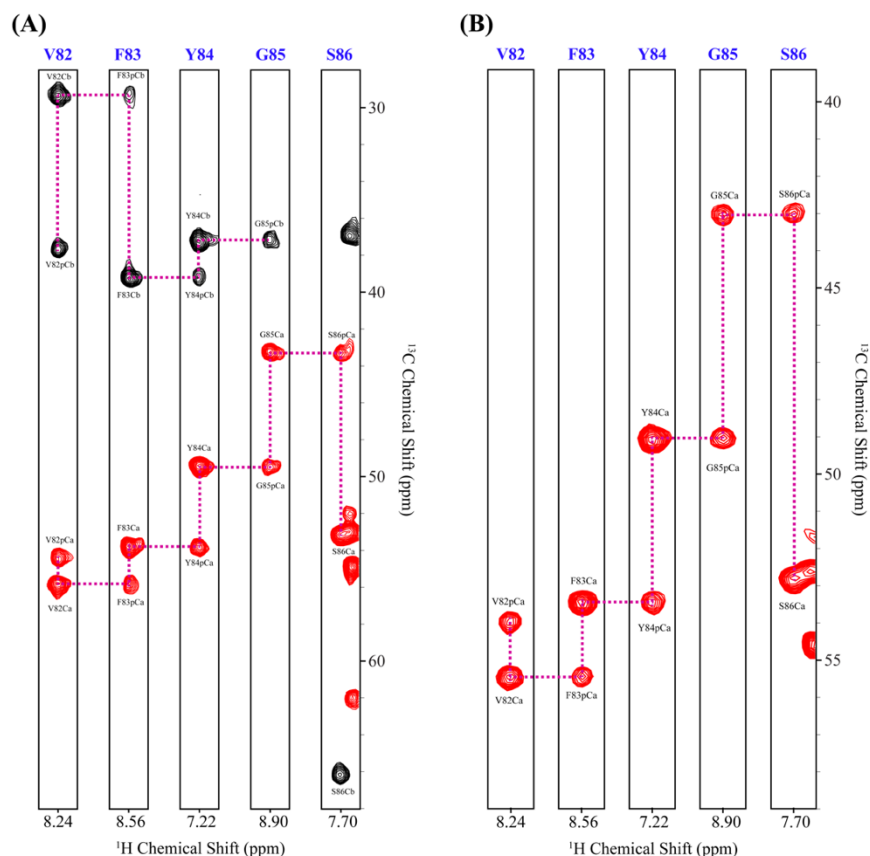 (A)
V82 F83 Y84 G85 S86
V82Cb
F83pCb
30
Y84Cb
G85pCb
V82pCb
F83Cb
Y84pCb
40
G85Ca
S86pCa
Y84Ca
G85pCa
50
V82pCa
F83Ca
Y84pCa
S86Ca
V82Ca
F83pCa
60
S86Cb
13C Chemical Shift (ppm)
8.24 8.56 7.22 8.90 7.70
1H Chemical Shift (ppm)
(B)
V82 F83 Y84 G85 S86
40
G85Ca
S86pCa
45
Y84Ca
G85pCa
50
F83Ca
S86Ca
V82pCa
Y84pCa
55
V82Ca
F83pCa
13C Chemical Shift (ppm)
8.24 8.56 7.22 8.90 7.70
1H Chemical Shift (ppm)